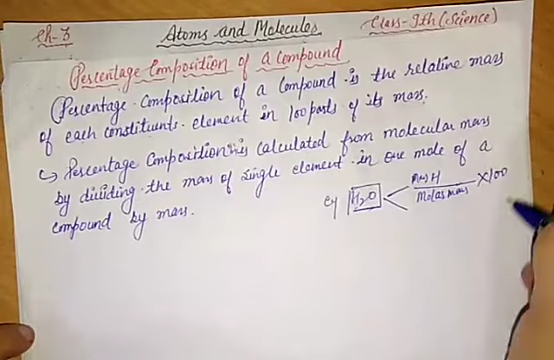 Ch-3 Atoms and Molecules Class-9th (Science)
Percentage Composition of a Compound
Percentage Composition of a Compound is the relative mass
of each constituents element in 100 parts of its mass.
↳ Percentage Composition is calculated from molecular mass
by dividing the mass of single element in one mole of a
compound by mass.
eg H₂O < Mass H / Molas mass × 100